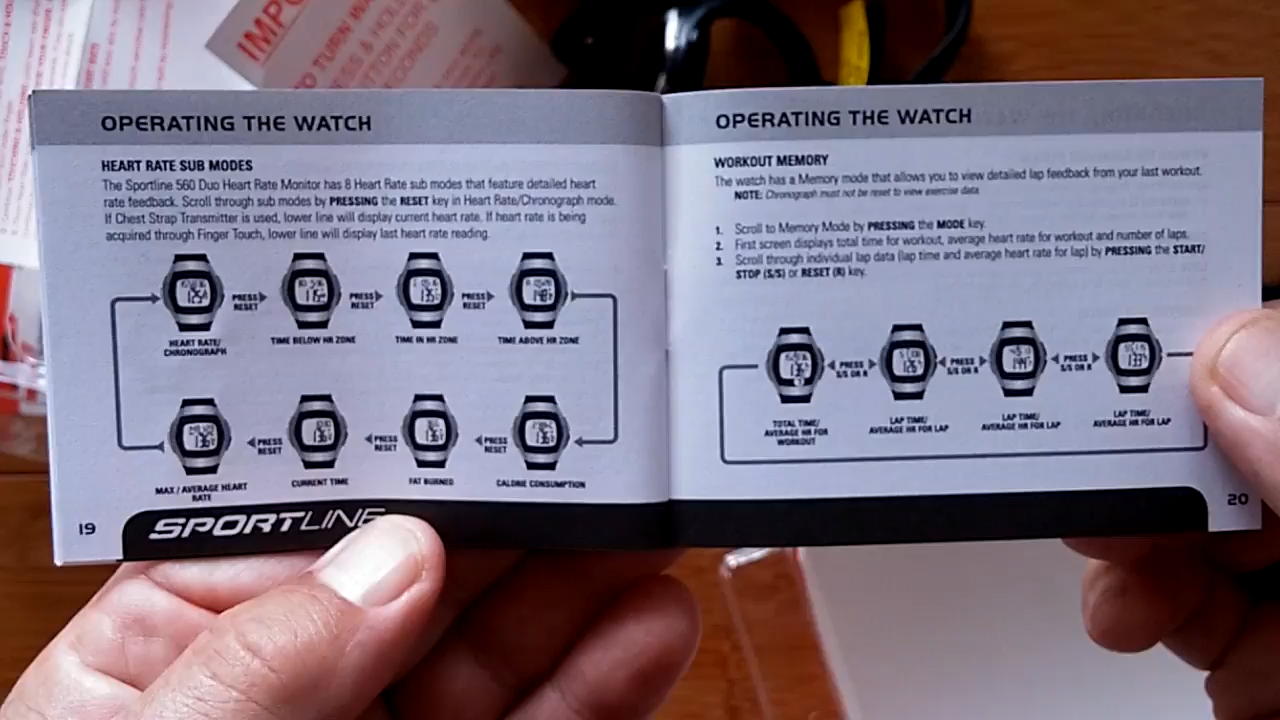 IMPO
TO TURN WA
PRESS & HOL
BUTTON FOR
ECONDS
OPERATING THE WATCH
HEART RATE SUB MODES
The Sportline 560 Duo Heart Rate Monitor has 8 Heart Rate sub modes that feature detailed heart
rate feedback. Scroll through sub modes by PRESSING the RESET key in Heart Rate/Chronograph mode.
If Chest Strap Transmitter is used, lower line will display current heart rate. If heart rate is being
acquired through Finger Touch, lower line will display last heart rate reading.
PRESS RESET
PRESS RESET
PRESS RESET
HEART RATE/
CHRONOGRAPH
TIME BELOW HR ZONE
TIME IN HR ZONE
TIME ABOVE HR ZONE
PRESS RESET
PRESS RESET
PRESS RESET
MAX / AVERAGE HEART
RATE
CURRENT TIME
FAT BURNED
CALORIE CONSUMPTION
19
SPORTLINE
OPERATING THE WATCH
WORKOUT MEMORY
The watch has a Memory mode that allows you to view detailed lap feedback from your last workout.
NOTE: Chronograph must not be reset to view exercise data.
1. Scroll to Memory Mode by PRESSING the MODE key.
2. First screen displays total time for workout, average heart rate for workout and number of laps.
3. Scroll through individual lap data (lap time and average heart rate for lap) by PRESSING the START/
STOP (S/S) or RESET (R) key.
PRESS S/S OR R
PRESS S/S OR R
PRESS S/S OR R
TOTAL TIME/
AVERAGE HR FOR
WORKOUT
LAP TIME/
AVERAGE HR FOR LAP
LAP TIME/
AVERAGE HR FOR LAP
LAP TIME/
AVERAGE HR FOR LAP
20